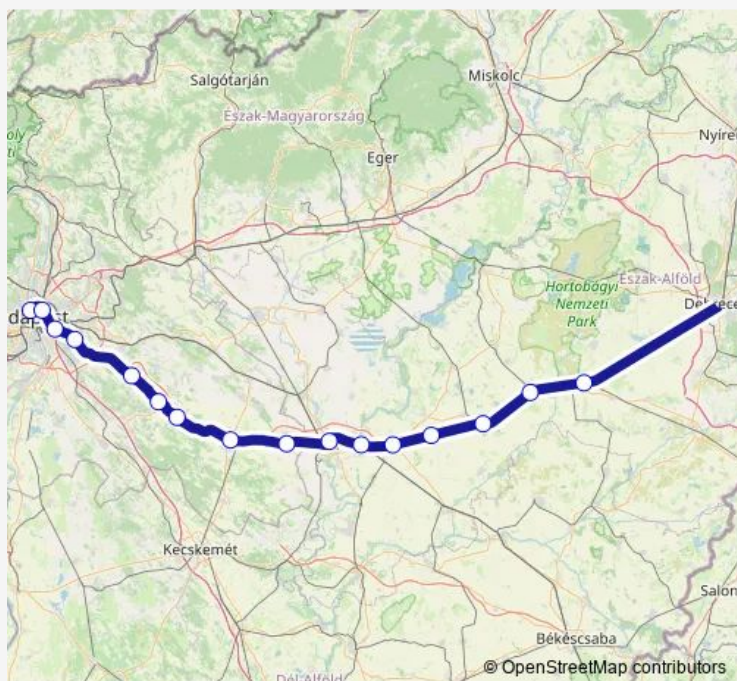 Salgótarján
Miskolc
Észak-Magyarország
Nyíre
Eger
Észak-Alföld
Hortobágyi
Nemzeti
Park
Kecskemét
Salon
Békéscsaba
Dél-Alföld
© OpenStreetMap contributors